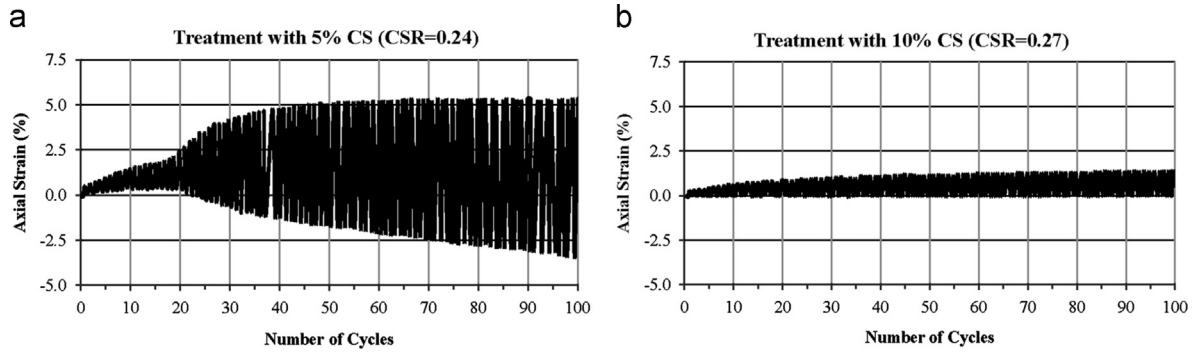 a
Treatment with 5% CS (CSR=0.24)
7.5
5.0
2.5
0.0
-2.5
-5.0
Axial Strain (%)
0 10 20 30 40 50 60 70 80 90 100
Number of Cycles
b
Treatment with 10% CS (CSR=0.27)
7.5
5.0
2.5
0.0
-2.5
-5.0
Axial Strain (%)
0 10 20 30 40 50 60 70 80 90 100
Number of Cycles